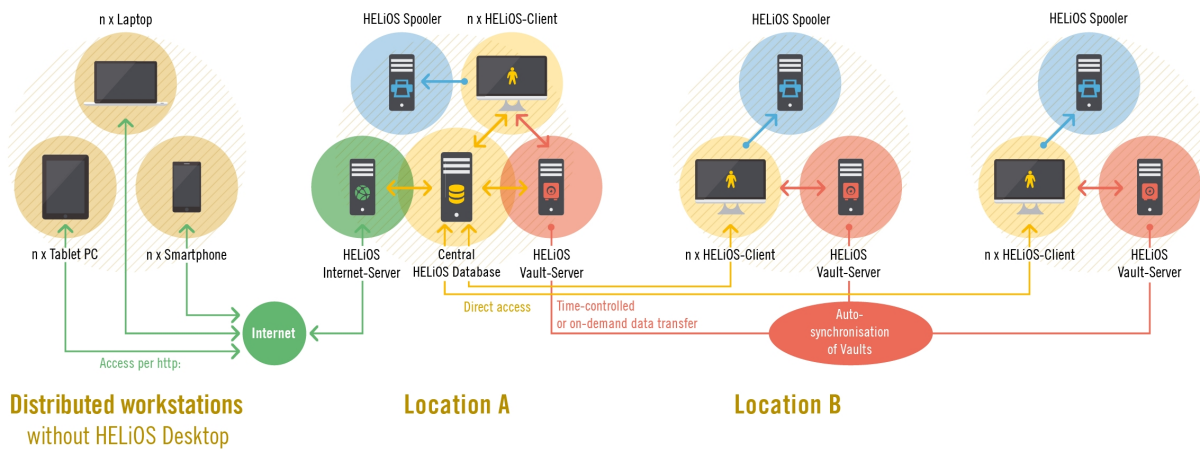 n x Laptop
HELiOS Spooler
n x HELiOS-Client
HELiOS Spooler
HELiOS Spooler
n x Tablet PC
n x Smartphone
HELiOS
Internet-Server
Central
HELiOS Database
HELiOS
Vault-Server
n x HELiOS-Client
HELiOS
Vault-Server
n x HELiOS-Client
HELiOS
Vault-Server
Direct access
Time-controlled
or on-demand data transfer
Auto-
synchronisation
of Vaults
Internet
Access per http:
Distributed workstations
without HELiOS Desktop
Location A
Location B